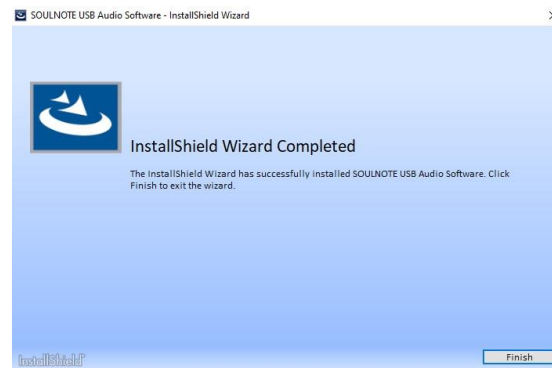 SOULNOTE USB Audio Software - InstallShield Wizard
InstallShield Wizard Completed
The InstallShield Wizard has successfully installed SOULNOTE USB Audio Software. Click
Finish to exit the wizard.
InstallShield
Finish